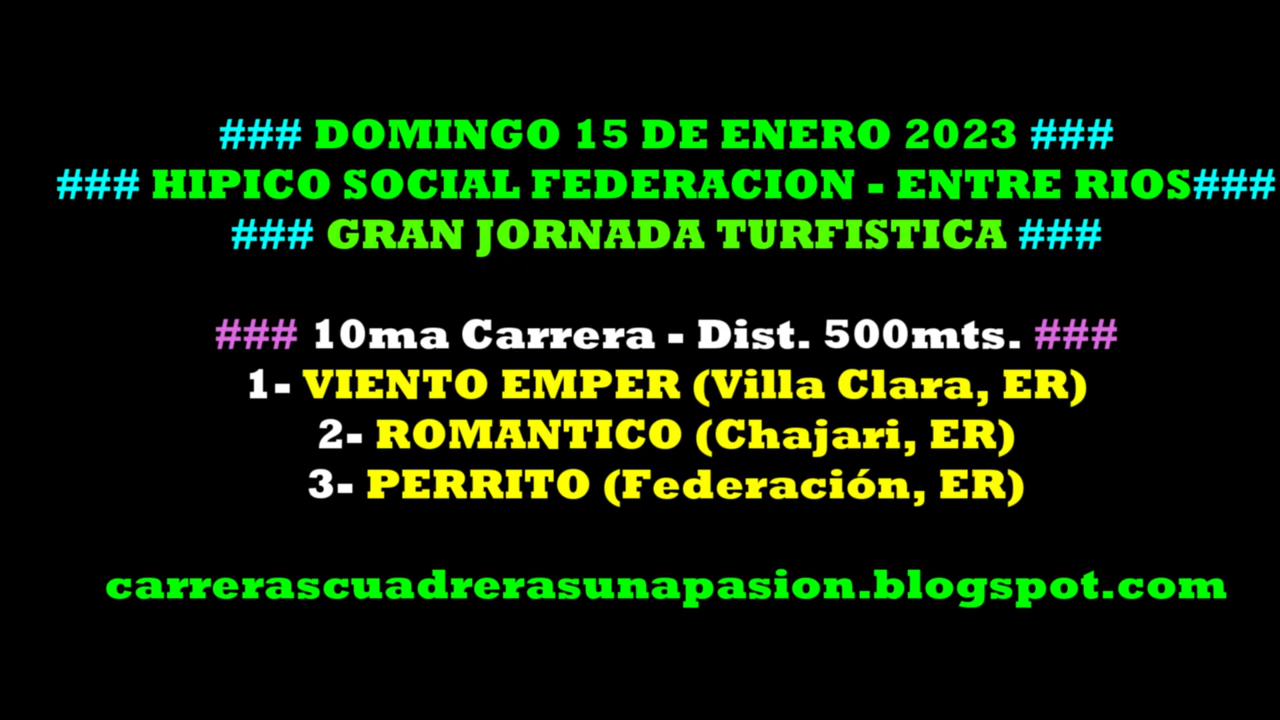 ### DOMINGO 15 DE ENERO 2023 ###
### HIPICO SOCIAL FEDERACION - ENTRE RIOS###
### GRAN JORNADA TURFISTICA ###
### 10ma Carrera - Dist. 500mts. ###
1- VIENTO EMPER (Villa Clara, ER)
2- ROMANTICO (Chajari, ER)
3- PERRITO (Federación, ER)
carrerascuadrerasunapasion.blogspot.com